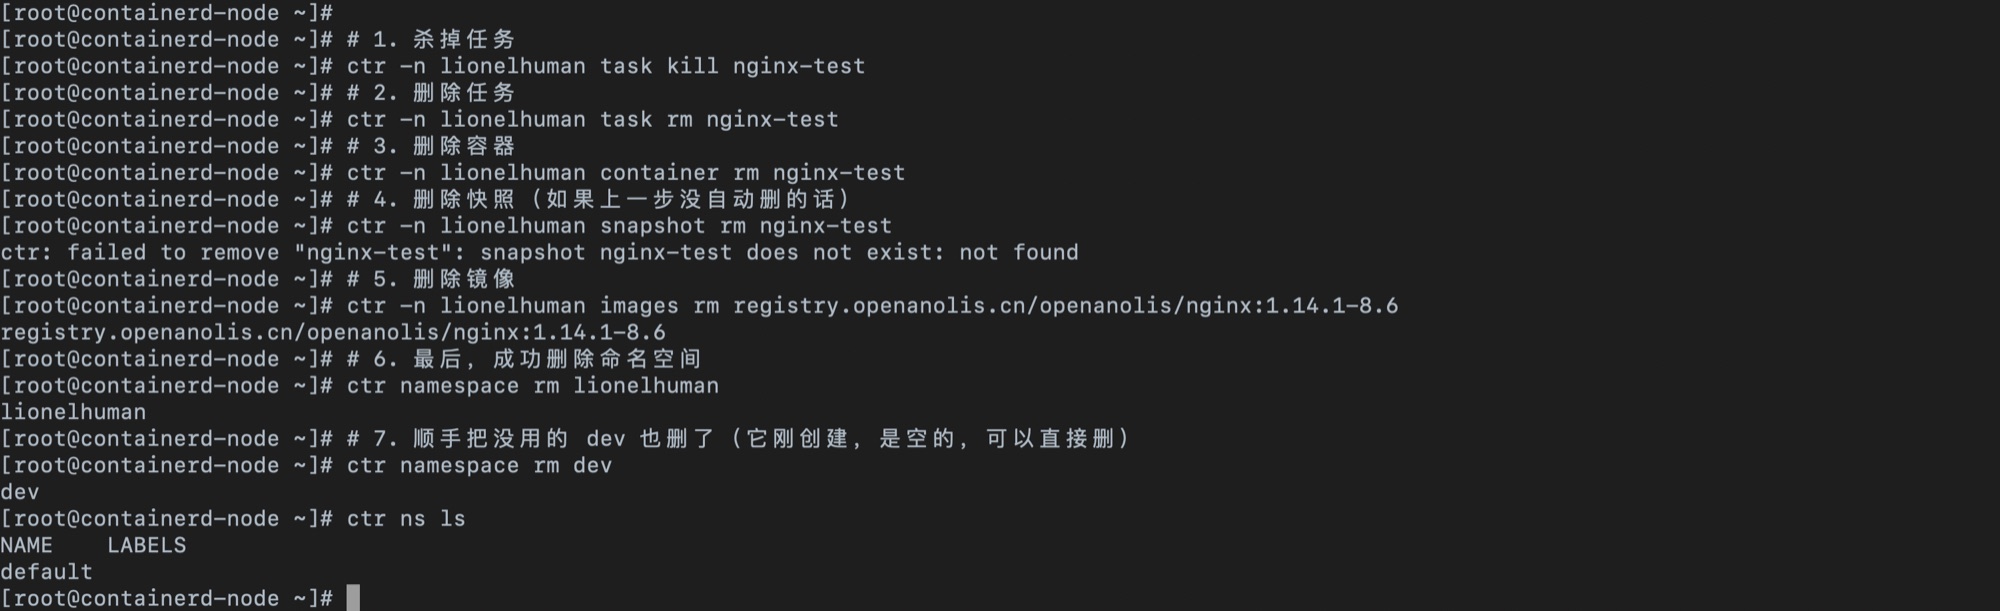 [root@containerd-node ~]#
[root@containerd-node ~]# # 1. 杀掉任务
[root@containerd-node ~]# ctr -n lionelhuman task kill nginx-test
[root@containerd-node ~]# # 2. 删除任务
[root@containerd-node ~]# ctr -n lionelhuman task rm nginx-test
[root@containerd-node ~]# # 3. 删除容器
[root@containerd-node ~]# ctr -n lionelhuman container rm nginx-test
[root@containerd-node ~]# # 4. 删除快照（如果上一步没自动删的话）
[root@containerd-node ~]# ctr -n lionelhuman snapshot rm nginx-test
ctr: failed to remove "nginx-test": snapshot nginx-test does not exist: not found
[root@containerd-node ~]# # 5. 删除镜像
[root@containerd-node ~]# ctr -n lionelhuman images rm registry.openanolis.cn/openanolis/nginx:1.14.1-8.6
registry.openanolis.cn/openanolis/nginx:1.14.1-8.6
[root@containerd-node ~]# # 6. 最后，成功删除命名空间
[root@containerd-node ~]# ctr namespace rm lionelhuman
lionelhuman
[root@containerd-node ~]# # 7. 顺手把没用的 dev 也删了（它刚创建，是空的，可以直接删）
[root@containerd-node ~]# ctr namespace rm dev
dev
[root@containerd-node ~]# ctr ns ls
NAME    LABELS
default
[root@containerd-node ~]#